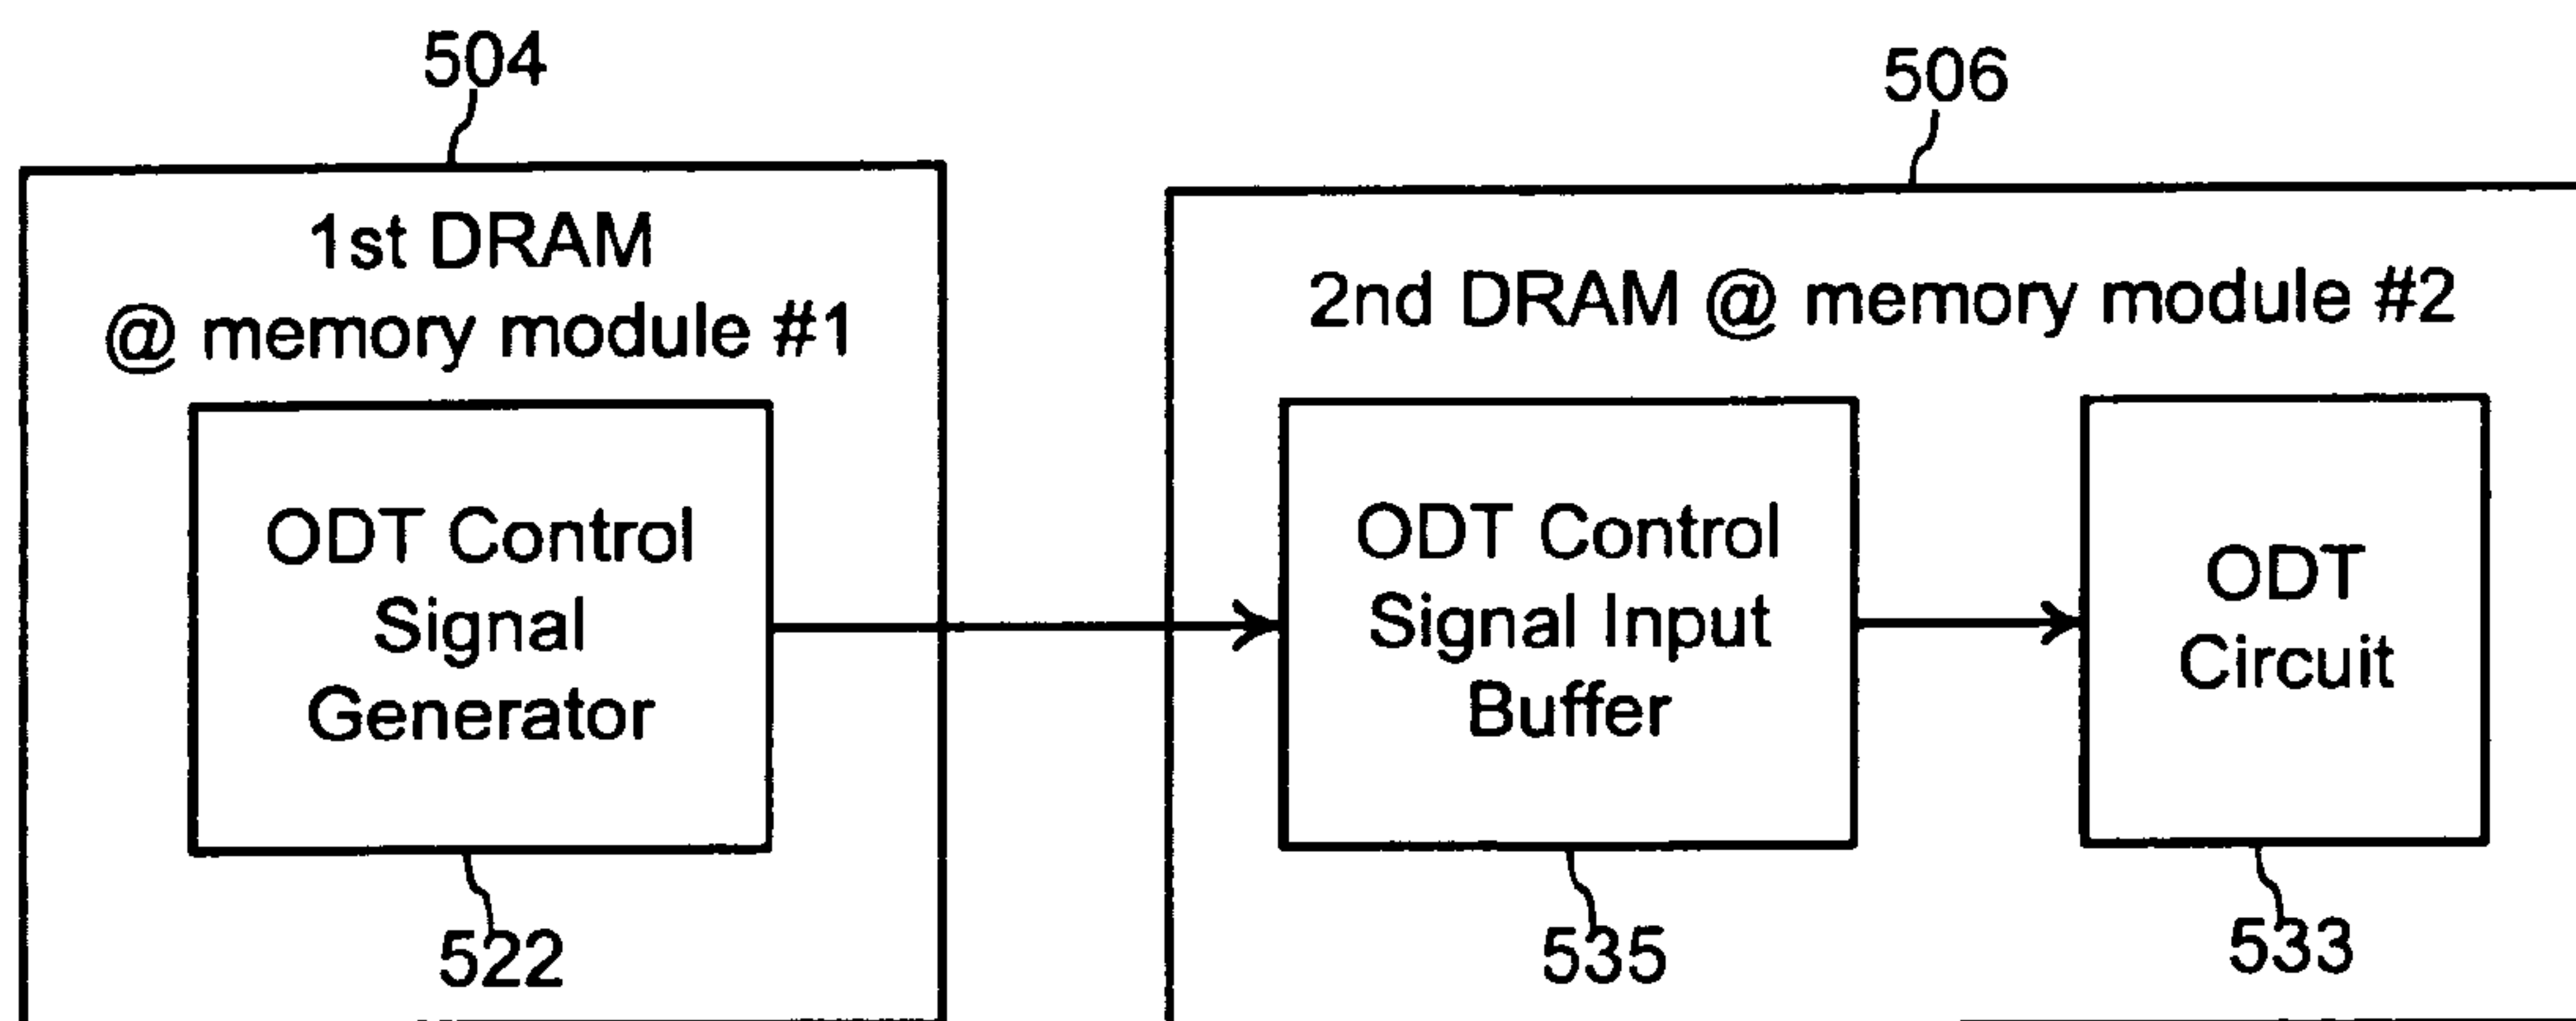 504
1st DRAM
@ memory module #1
ODT Control
Signal
Generator
522
506
2nd DRAM @ memory module #2
ODT Control
Signal Input
Buffer
535
ODT
Circuit
533